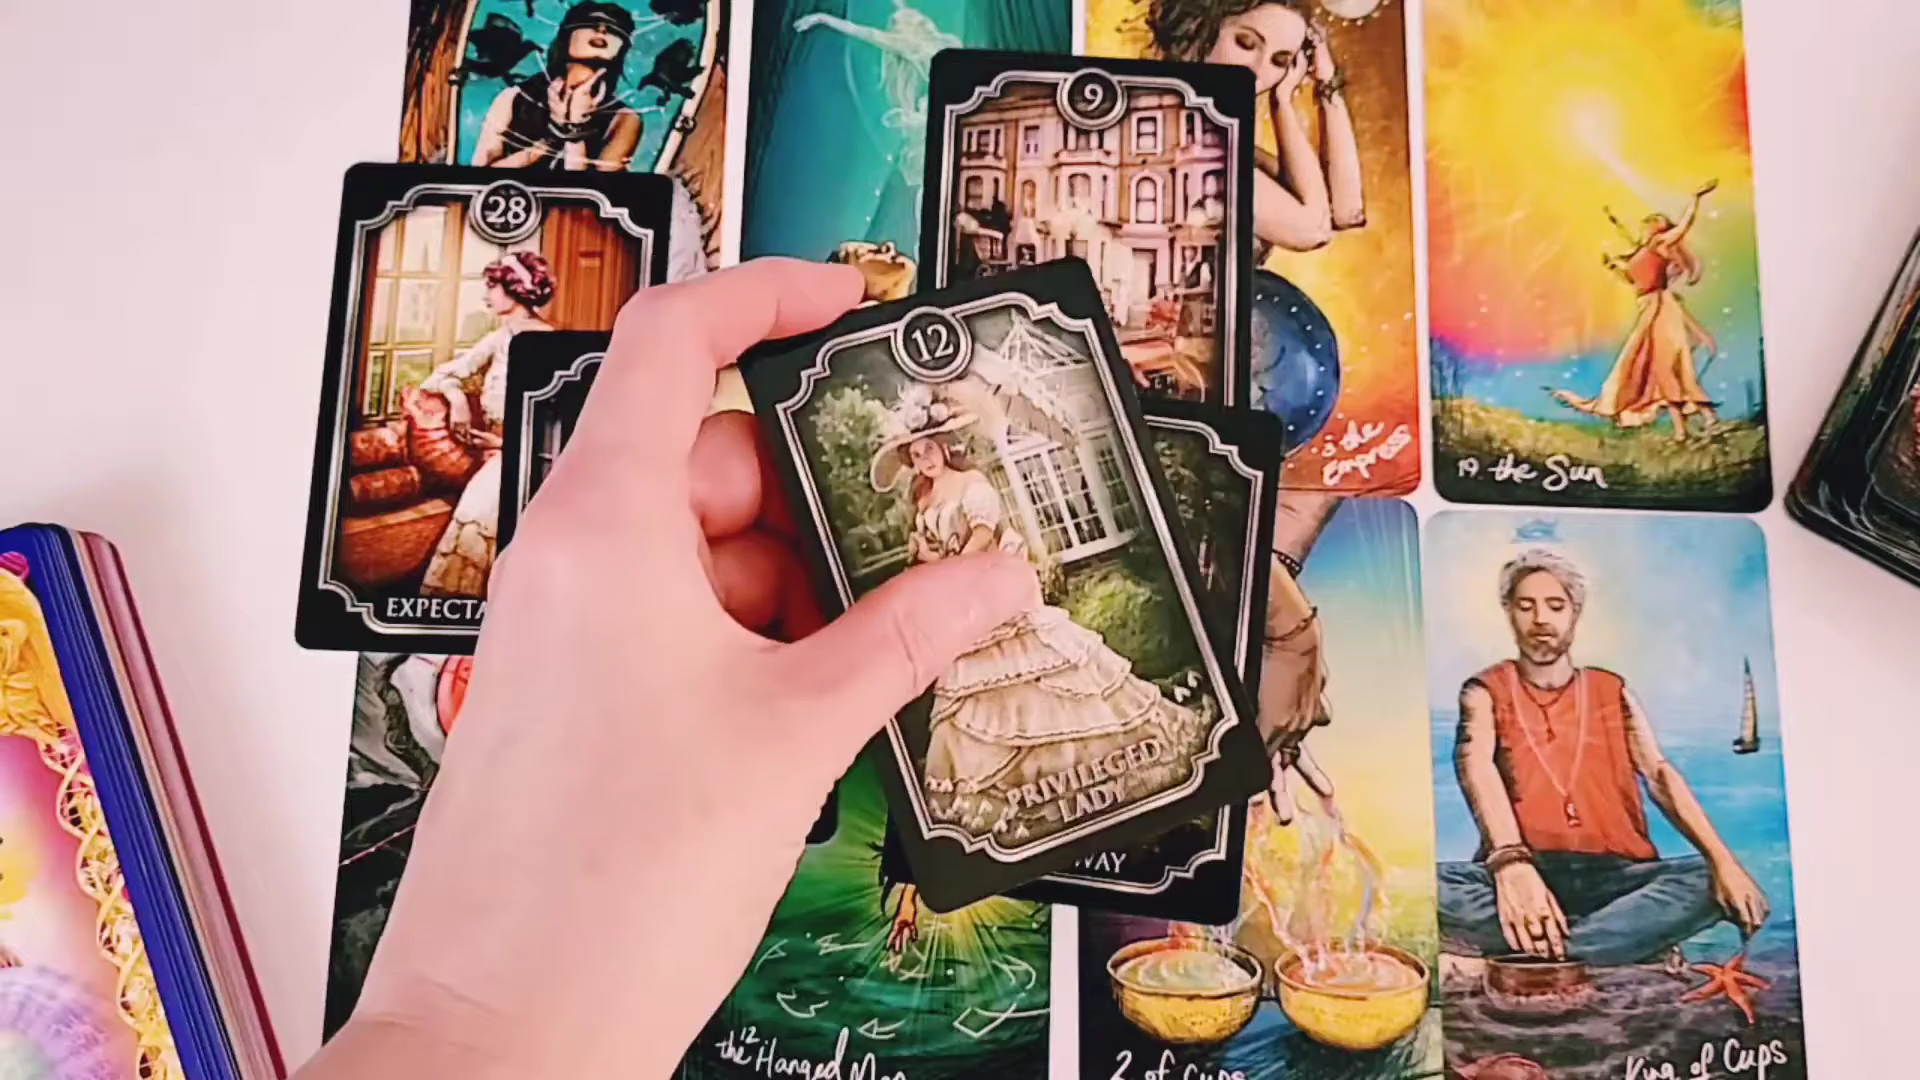 9
28
12
3 the
Empress
19. the Sun
EXPECTA
PRIVILEGED
LADY
WAY
the 12 Hanged Man
2 of Cups
King of Cups